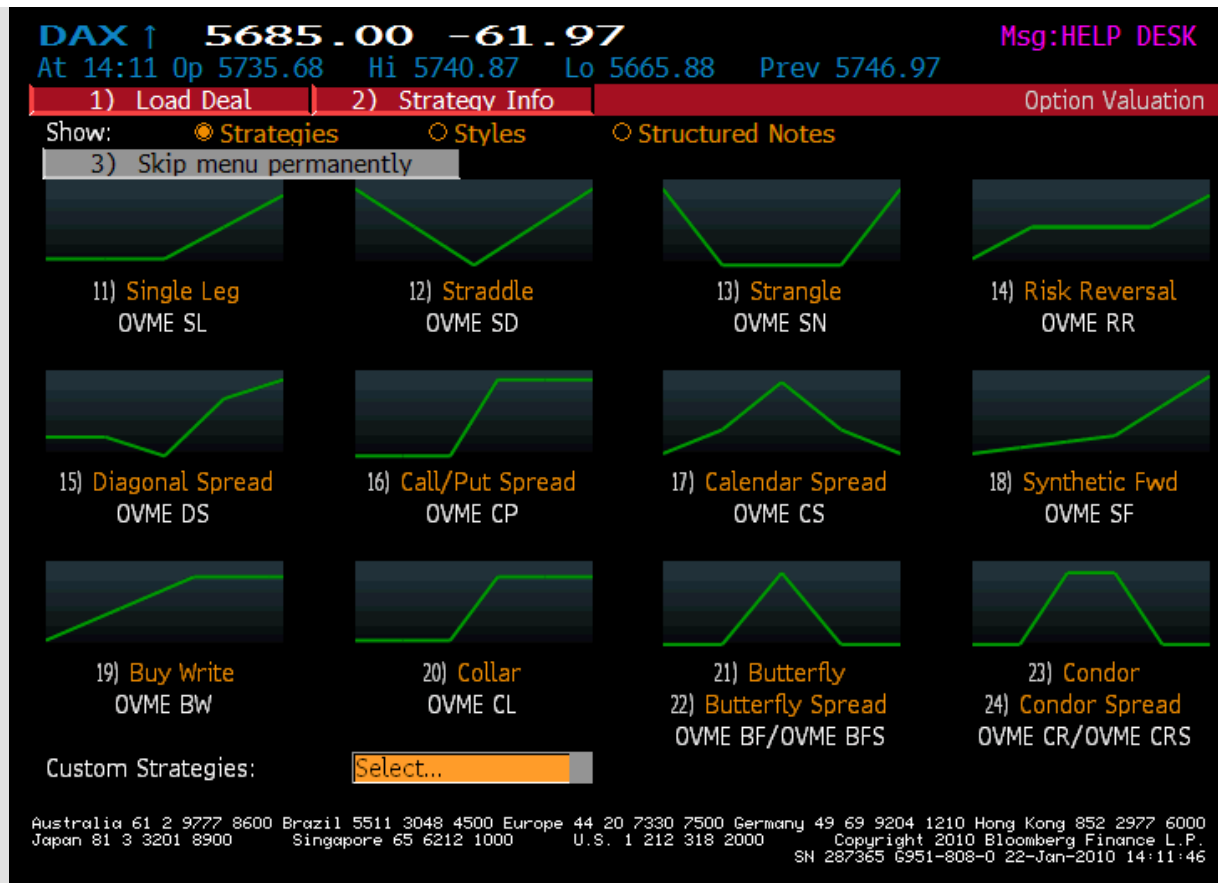 DAX ↑ 5685.00 -61.97 Msg:HELP DESK
At 14:11 Op 5735.68 Hi 5740.87 Lo 5665.88 Prev 5746.97
1) Load Deal 2) Strategy Info Option Valuation
Show: Strategies Styles Structured Notes
3) Skip menu permanently
11) Single Leg 12) Straddle 13) Strangle 14) Risk Reversal
OVME SL OVME SD OVME SN OVME RR
15) Diagonal Spread 16) Call/Put Spread 17) Calendar Spread 18) Synthetic Fwd
OVME DS OVME CP OVME CS OVME SF
19) Buy Write 20) Collar 21) Butterfly 23) Condor
OVME BW OVME CL 22) Butterfly Spread 24) Condor Spread
OVME BF/OVME BFS OVME CR/OVME CRS
Custom Strategies: Select...
Australia 61 2 9777 8600 Brazil 5511 3048 4500 Europe 44 20 7330 7500 Germany 49 69 9204 1210 Hong Kong 852 2977 6000
Japan 81 3 3201 8900 Singapore 65 6212 1000 U.S. 1 212 318 2000 Copyright 2010 Bloomberg Finance L.P.
SN 287365 G951-808-0 22-Jan-2010 14:11:46